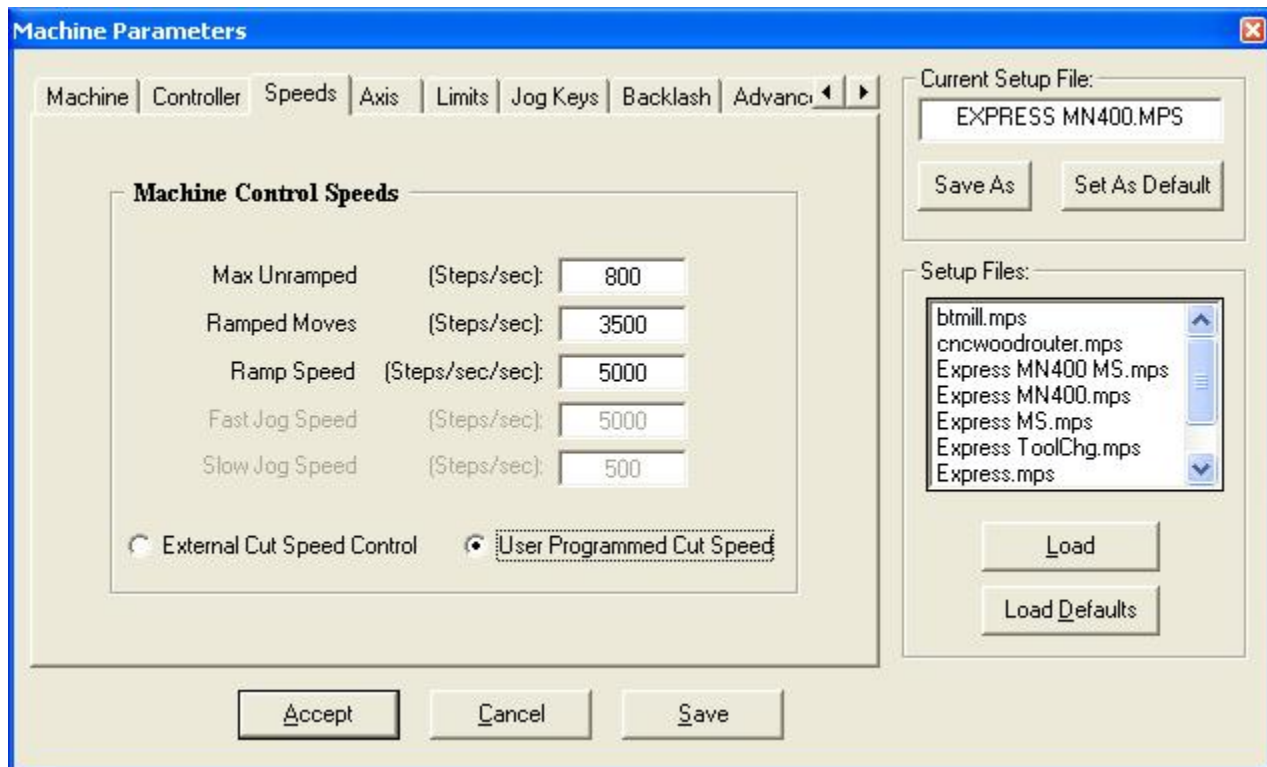 Machine Parameters
Machine Controller Speeds Axis Limits Jog Keys Backlash Advanc
Machine Control Speeds
Max Unramped (Steps/sec): 800
Ramped Moves (Steps/sec): 3500
Ramp Speed (Steps/sec/sec): 5000
Fast Jog Speed (Steps/sec): 5000
Slow Jog Speed (Steps/sec): 500
External Cut Speed Control User Programmed Cut Speed
Accept Cancel Save
Current Setup File:
EXPRESS MN400.MPS
Save As Set As Default
Setup Files:
btmill.mps
cncwoodrouter.mps
Express MN400 MS.mps
Express MN400.mps
Express MS.mps
Express ToolChg.mps
Express.mps
Load
Load Defaults